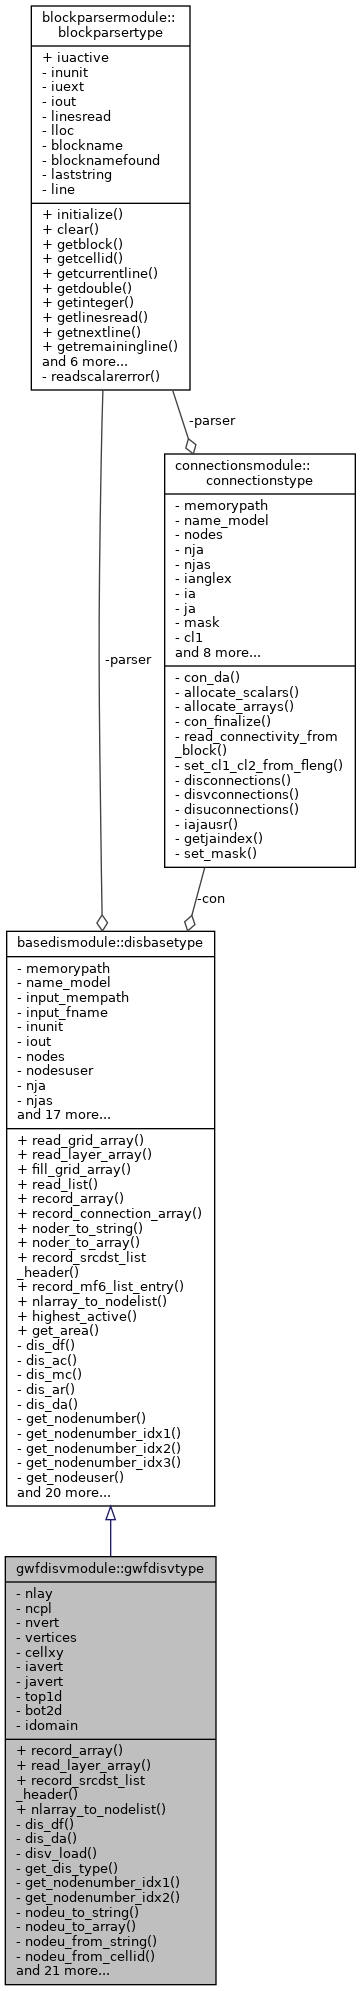 blockparsermodule::
blockparsertype
+ iuactive
- inunit
- iuext
- iout
- linesread
- lloc
- blockname
- blocknamefound
- laststring
- line
+ initialize()
+ clear()
+ getblock()
+ getcellid()
+ getcurrentline()
+ getdouble()
+ getinteger()
+ getlinesread()
+ getnextline()
+ getremainingline()
and 6 more...
- readscalarerror()
-parser
connectionsmodule::
connectionstype
- memorypath
- name_model
- nodes
- nja
- njas
- ianglex
- ia
- ja
- mask
- cl1
and 8 more...
- con_da()
- allocate_scalars()
- allocate_arrays()
- con_finalize()
- read_connectivity_from
_block()
- set_cl1_cl2_from_fleng()
- disconnections()
- disvconnections()
- disuconnections()
- iajausr()
- getjaindex()
- set_mask()
-parser
-con
basedismodule::disbasetype
- memorypath
- name_model
- input_mempath
- input_fname
- inunit
- iout
- nodes
- nodesuser
- nja
- njas
and 17 more...
+ read_grid_array()
+ read_layer_array()
+ fill_grid_array()
+ read_list()
+ record_array()
+ record_connection_array()
+ noder_to_string()
+ noder_to_array()
+ record_srcdst_list
_header()
+ record_mf6_list_entry()
+ nlarray_to_nodelist()
+ highest_active()
+ get_area()
- dis_df()
- dis_ac()
- dis_mc()
- dis_ar()
- dis_da()
- get_nodenumber()
- get_nodenumber_idx1()
- get_nodenumber_idx2()
- get_nodenumber_idx3()
- get_nodeuser()
and 20 more...
gwfdisvmodule::gwfdisvtype
- nlay
- ncpl
- nvert
- vertices
- cellxy
- iavert
- javert
- top1d
- bot2d
- idomain
+ record_array()
+ read_layer_array()
+ record_srcdst_list
_header()
+ nlarray_to_nodelist()
- dis_df()
- dis_da()
- disv_load()
- get_dis_type()
- get_nodenumber_idx1()
- get_nodenumber_idx2()
- nodeu_to_string()
- nodeu_to_array()
- nodeu_from_string()
- nodeu_from_cellid()
and 21 more...